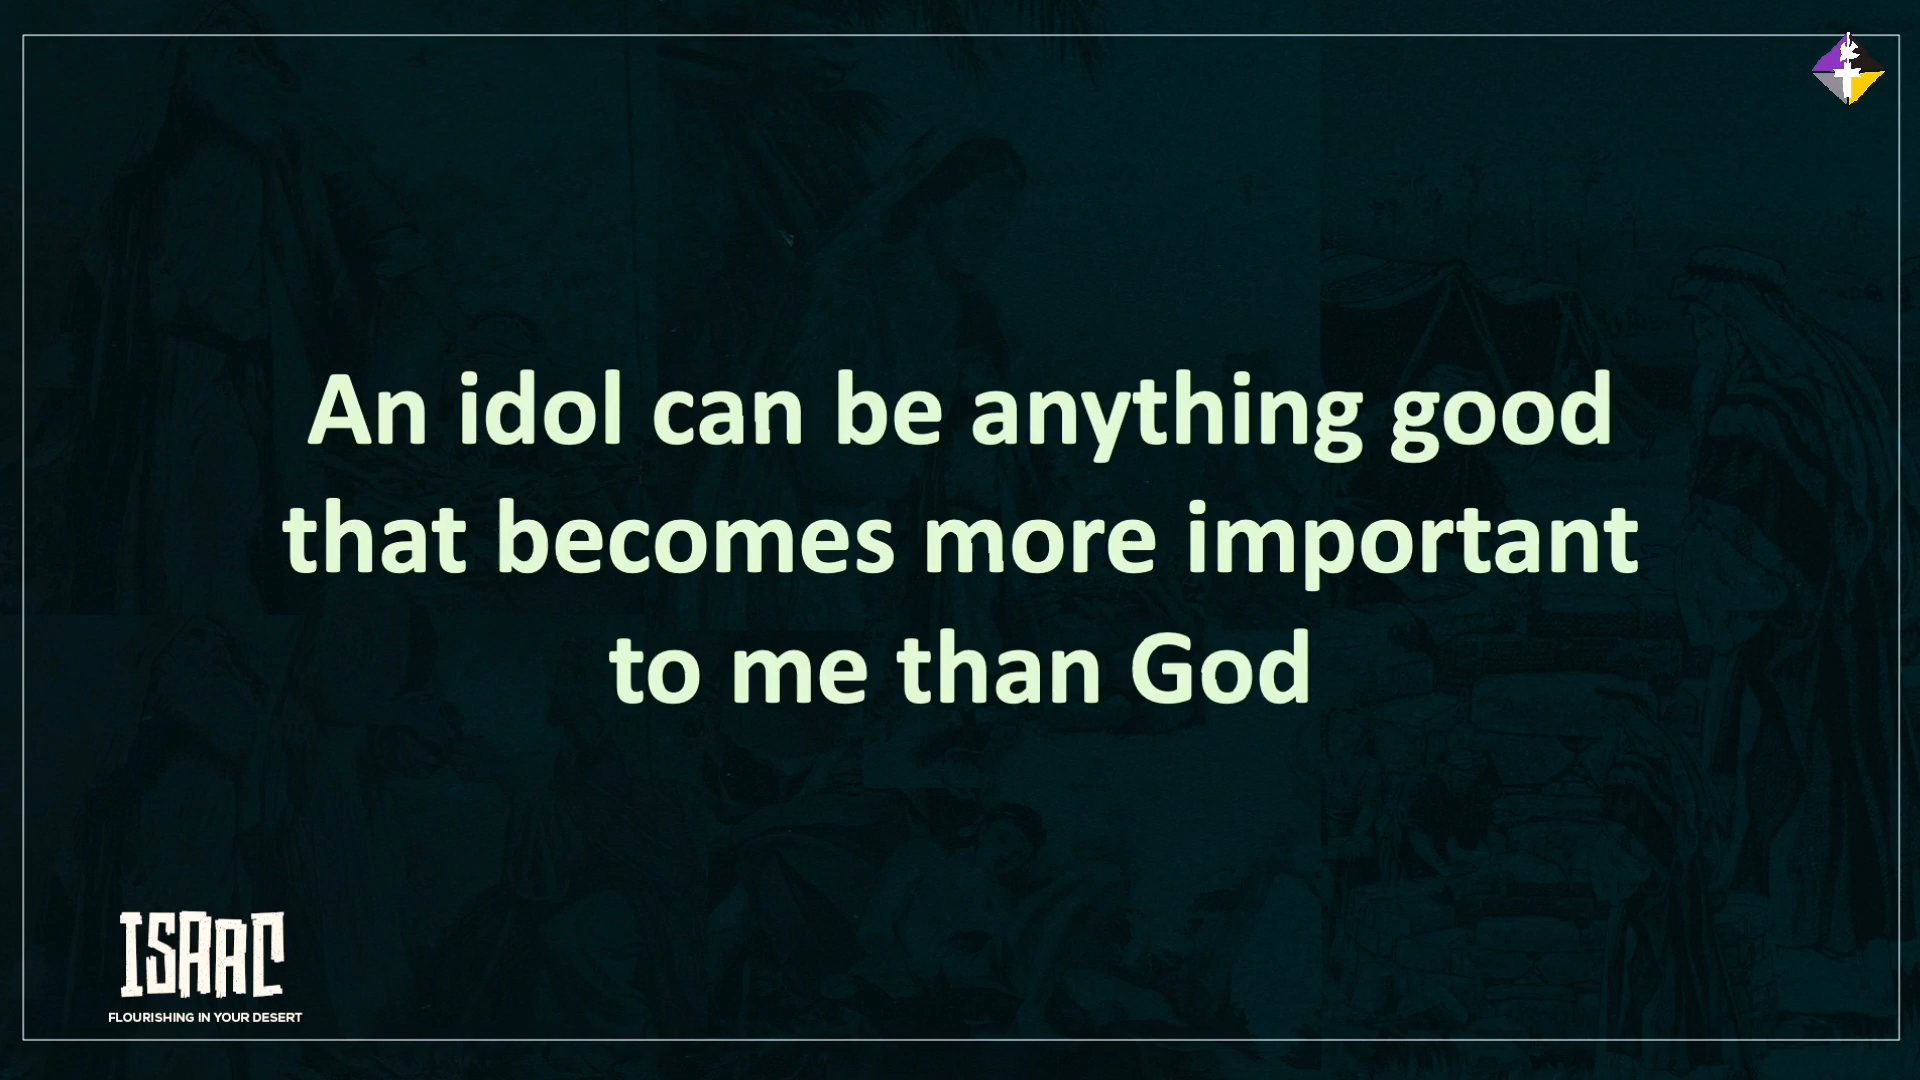 An idol can be anything good
that becomes more important
to me than God
ISAAC
FLOURISHING IN YOUR DESERT